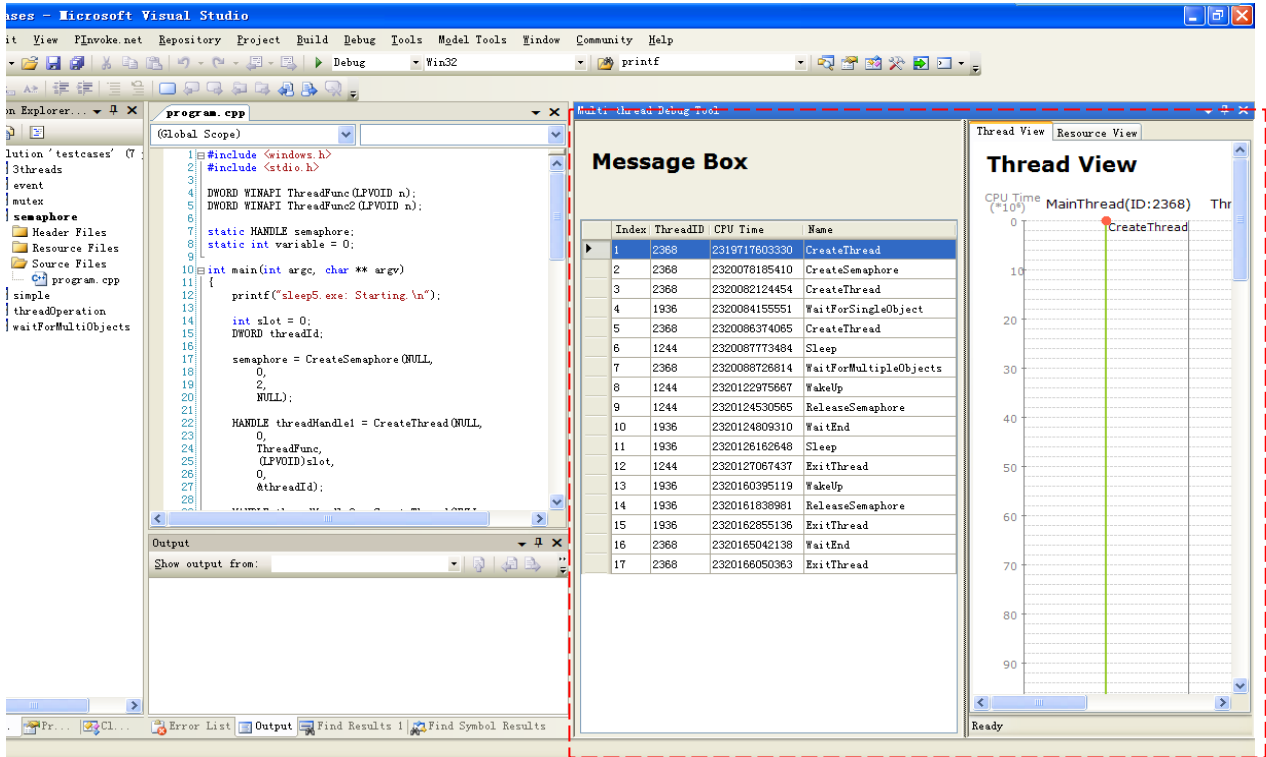 ases - Microsoft Visual Studio
it View PInvoke.net Repository Project Build Debug Tools Model Tools Window Community Help
Debug Win32 printf
on Explorer...
lution 'testcases' (7
3threads
event
mutex
semaphore
Header Files
Resource Files
Source Files
program.cpp
simple
threadOperation
waitForMultiObjects
Pr... Cl...
program.cpp
(Global Scope)
1 #include <windows.h>
2 #include <stdio.h>
3
4 DWORD WINAPI ThreadFunc(LPVOID n);
5 DWORD WINAPI ThreadFunc2(LPVOID n);
6
7 static HANDLE semaphore;
8 static int variable = 0;
9
10 int main(int argc, char ** argv)
11 {
12 printf("sleep5.exe: Starting.\n");
13
14 int slot = 0;
15 DWORD threadId;
16
17 semaphore = CreateSemaphore(NULL,
18 0,
19 2,
20 NULL);
21
22 HANDLE threadHandle1 = CreateThread(NULL,
23 0,
24 ThreadFunc,
25 (LPVOID)slot,
26 0,
27 &threadId);
28
Output
Show output from:
Error List Output Find Results 1 Find Symbol Results
Multi-thread Debug Tool
Message Box
Index ThreadID CPU Time Name
1 2368 2319717603330 CreateThread
2 2368 2320078185410 CreateSemaphore
3 2368 2320082124454 CreateThread
4 1936 2320084155551 WaitForSingleObject
5 2368 2320086374065 CreateThread
6 1244 2320087773484 Sleep
7 2368 2320088726814 WaitForMultipleObjects
8 1244 2320122975667 WakeUp
9 1244 2320124530565 ReleaseSemaphore
10 1936 2320124809310 WaitEnd
11 1936 2320126162648 Sleep
12 1244 2320127067437 ExitThread
13 1936 2320160395119 WakeUp
14 1936 2320161838981 ReleaseSemaphore
15 1936 2320162855136 ExitThread
16 2368 2320165042138 WaitEnd
17 2368 2320166050363 ExitThread
Thread View Resource View
Thread View
CPU Time
(*10⁶)
MainThread(ID:2368) Thr
0
CreateThread
10
20
30
40
50
60
70
80
90
Ready